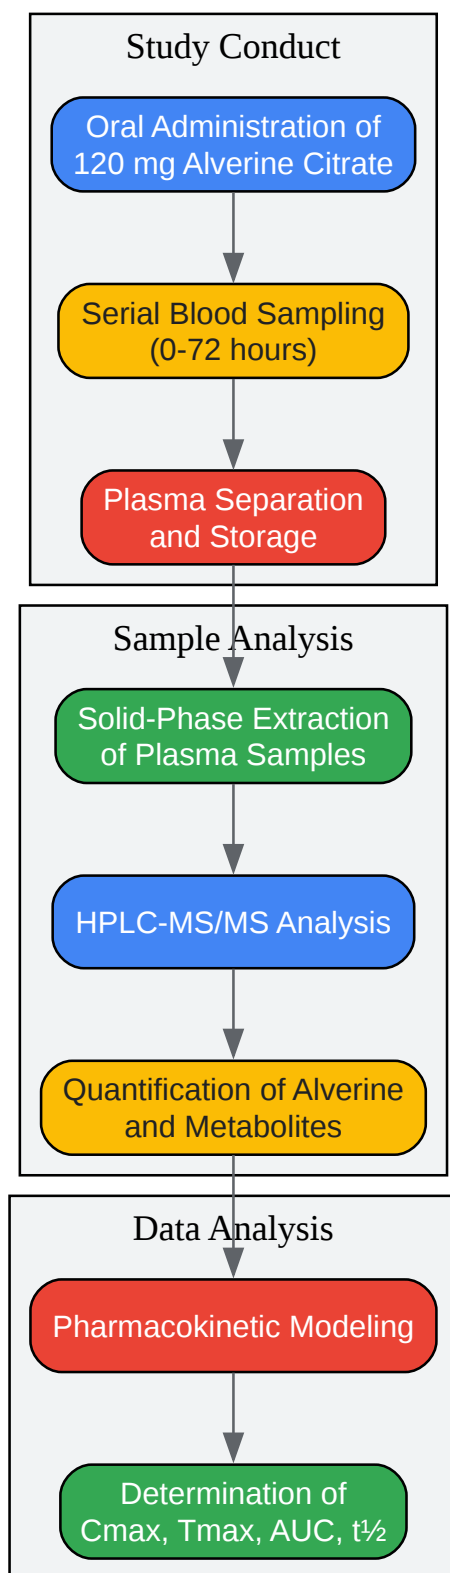 Study Conduct
Oral Administration of
120 mg Alverine Citrate
Serial Blood Sampling
(0-72 hours)
Plasma Separation
and Storage
Sample Analysis
Solid-Phase Extraction
of Plasma Samples
HPLC-MS/MS Analysis
Quantification of Alverine
and Metabolites
Data Analysis
Pharmacokinetic Modeling
Determination of
Cmax, Tmax, AUC, t½